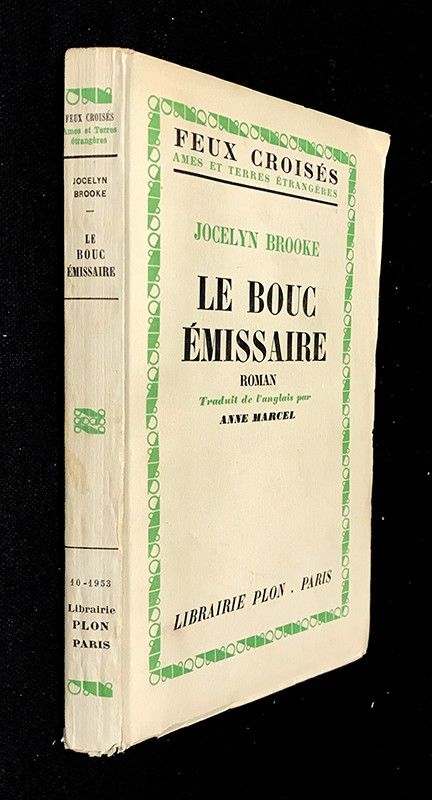 FEUX CROISÉS
Ames et Terres
étrangères
JOCELYN
BROOKE
LE
BOUC
ÉMISSAIRE
10-1953
Librairie
PLON
PARIS
FEUX CROISÉS
AMES ET TERRES ÉTRANGÈRES
JOCELYN BROOKE
LE BOUC
ÉMISSAIRE
ROMAN
Traduit de l'anglais par
ANNE MARCEL
LIBRAIRIE PLON . PARIS